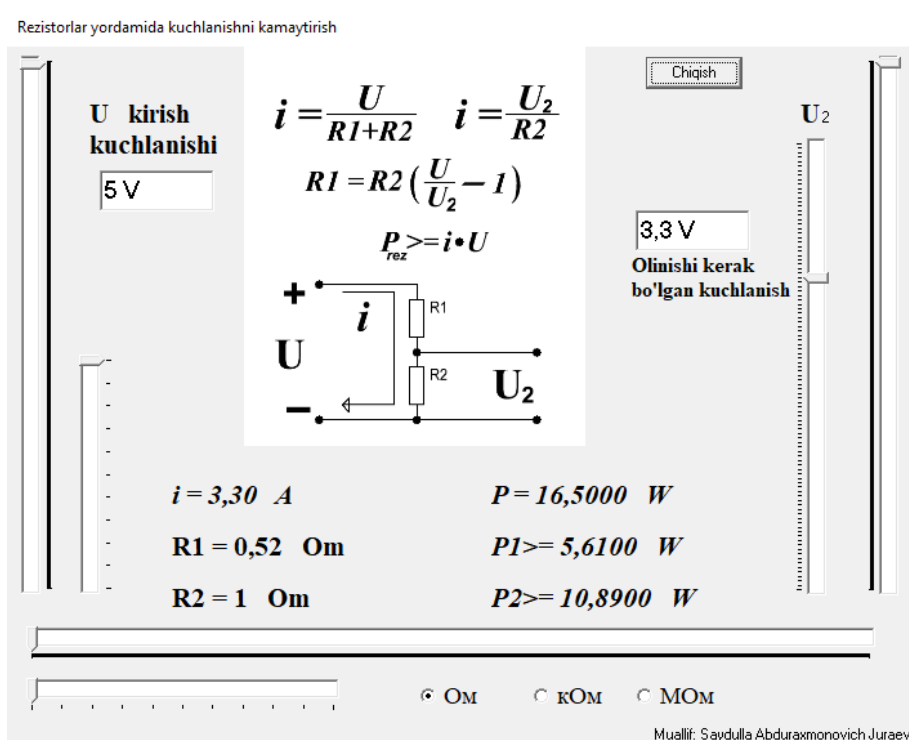 Rezistorlar yordamida kuchlanishni kamaytirish
Chiqish
U kirish
kuchlanishi
5 V
i = U / (R1+R2)   i = U₂ / R2
R1 = R2 ( U / U₂ − 1 )
P rez >= i • U
U₂
3,3 V
Olinishi kerak
bo'lgan kuchlanish
+
i
R1
U
R2
U₂
−
i = 3,30 A
P = 16,5000 W
R1 = 0,52 Om
P1>= 5,6100 W
R2 = 1 Om
P2>= 10,8900 W
Ом
кОм
МОм
Muallif: Saydulla Abduraxmonovich Juraev